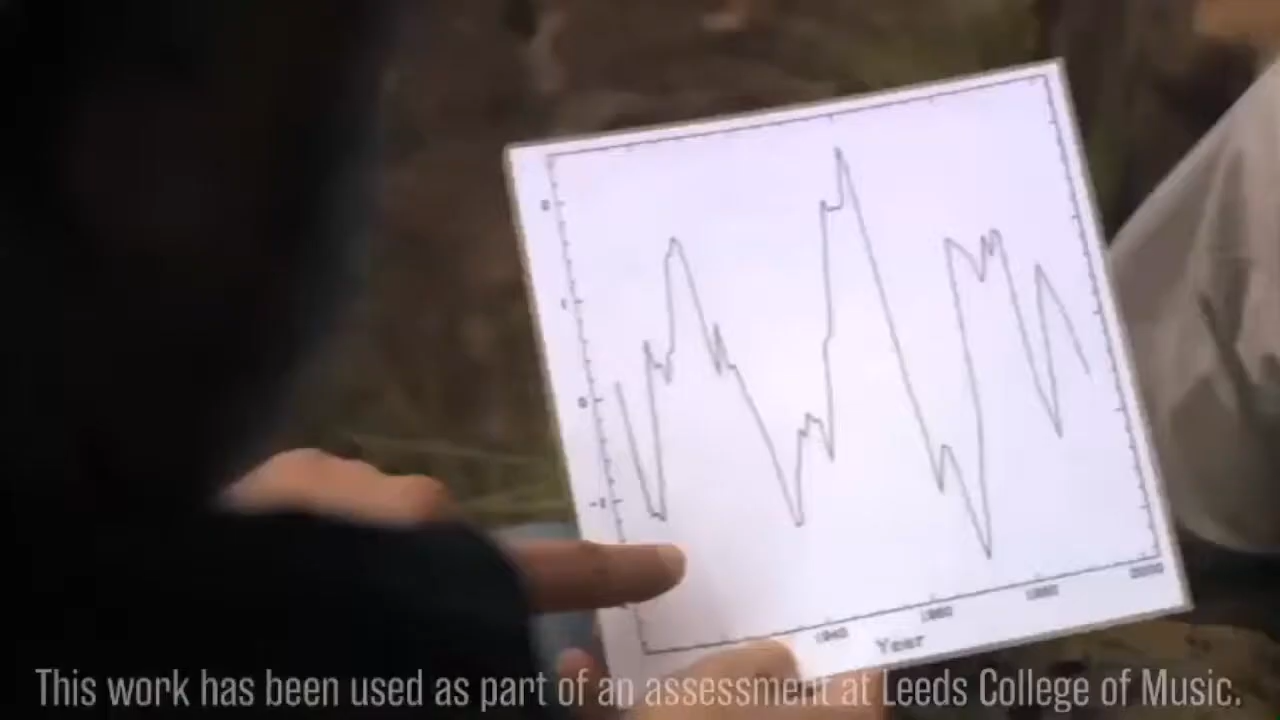 0
1940
1960
1980
2000
Year
This work has been used as part of an assessment at Leeds College of Music.